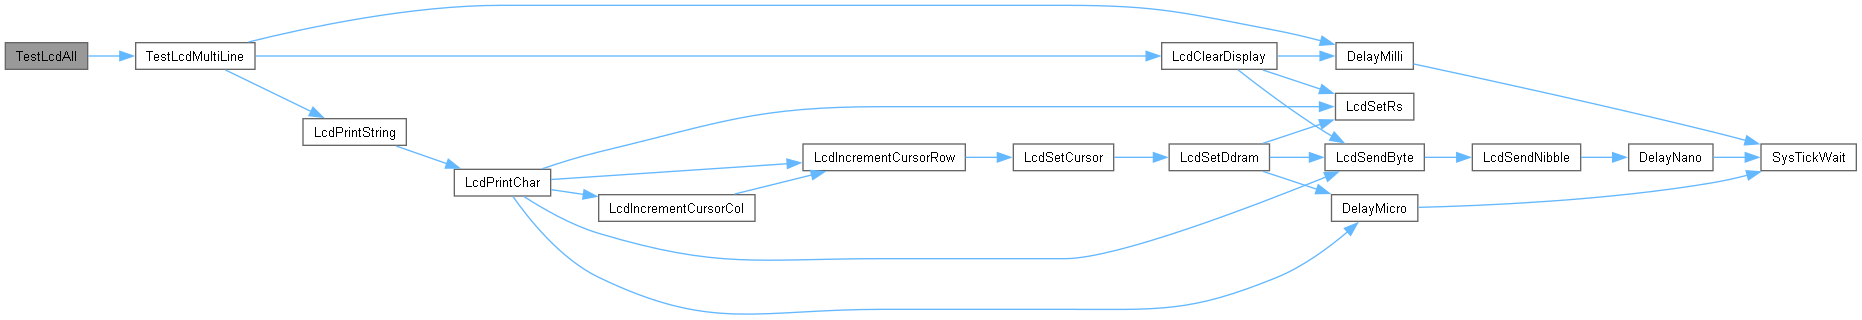 TestLcdAll
TestLcdMultiLine
LcdClearDisplay
DelayMilli
LcdSetRs
LcdPrintString
LcdPrintChar
LcdIncrementCursorRow
LcdSetCursor
LcdSetDdram
LcdSendByte
LcdSendNibble
DelayNano
SysTickWait
LcdIncrementCursorCol
DelayMicro